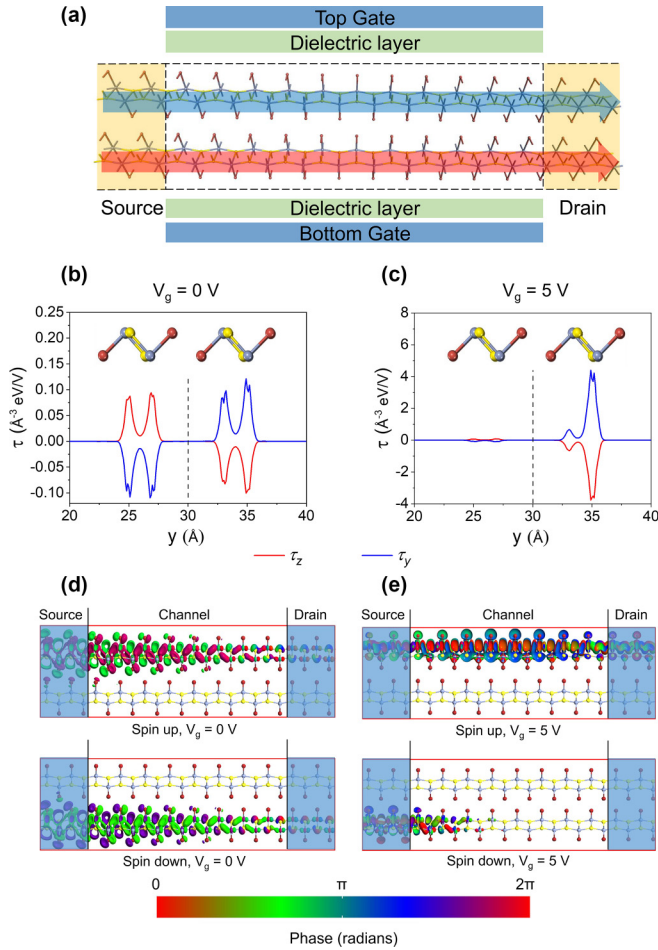 (a)
Top Gate
Dielectric layer
Source
Dielectric layer
Drain
Bottom Gate
(b)
V_g = 0 V
0.25
0.20
0.15
0.10
0.05
0.00
-0.05
-0.10
τ (Å⁻³ eV/V)
20 25 30 35 40
y (Å)
(c)
V_g = 5 V
8
6
4
2
0
-2
-4
τ (Å⁻³ eV/V)
20 25 30 35 40
y (Å)
τ_z τ_y
(d)
Source Channel Drain
Spin up, V_g = 0 V
Spin down, V_g = 0 V
(e)
Source Channel Drain
Spin up, V_g = 5 V
Spin down, V_g = 5 V
0 π 2π
Phase (radians)